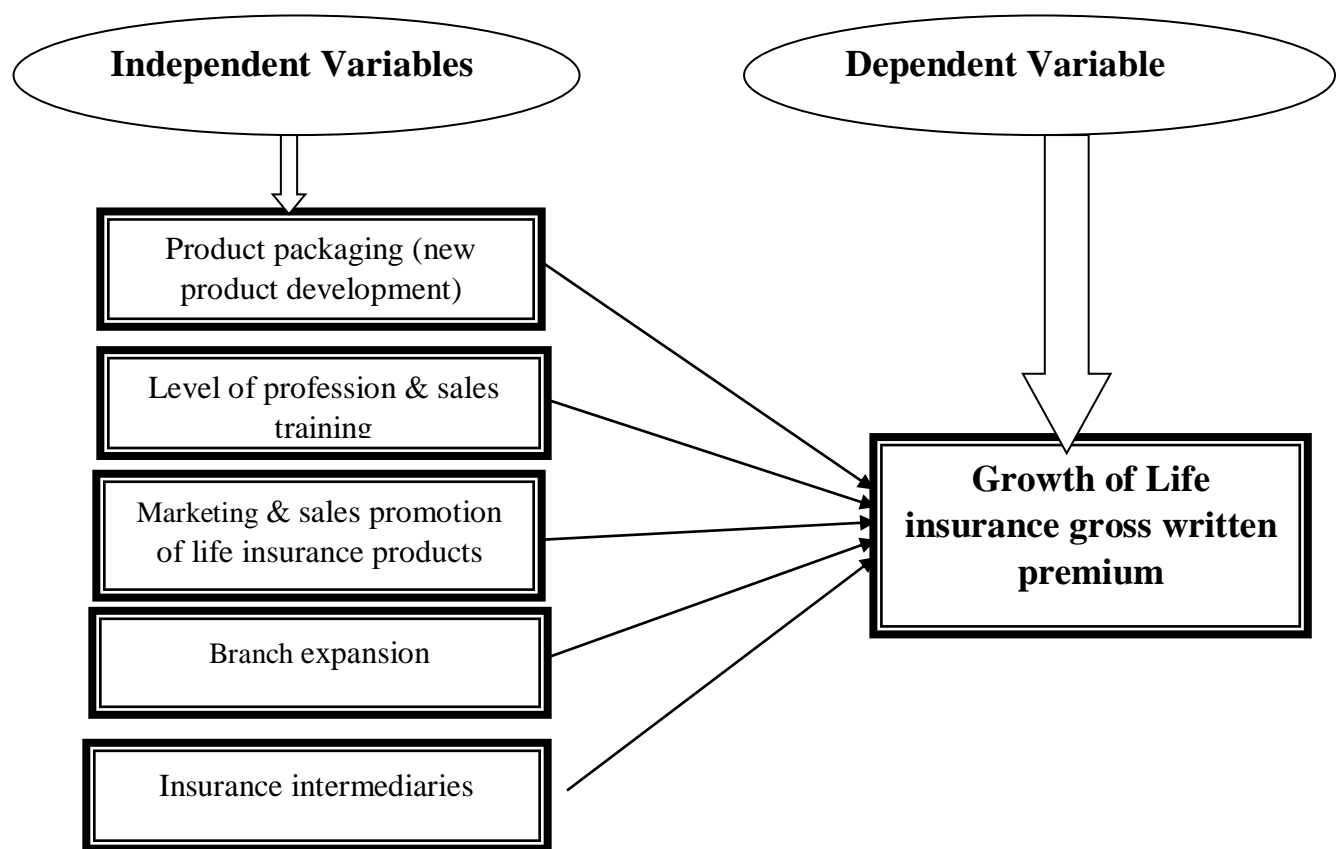 Independent Variables
Dependent Variable
Product packaging (new
product development)
Level of profession & sales
training
Marketing & sales promotion
of life insurance products
Branch expansion
Insurance intermediaries
Growth of Life
insurance gross written
premium